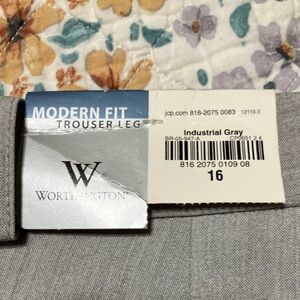 MODERN FIT
TROUSER LEG
W
WORTHINGTON
jcp.com 816-2075 0083 12110-3
Industrial Gray
BR-05-947-A CP0651 2 4
816 2075 0109 08
16